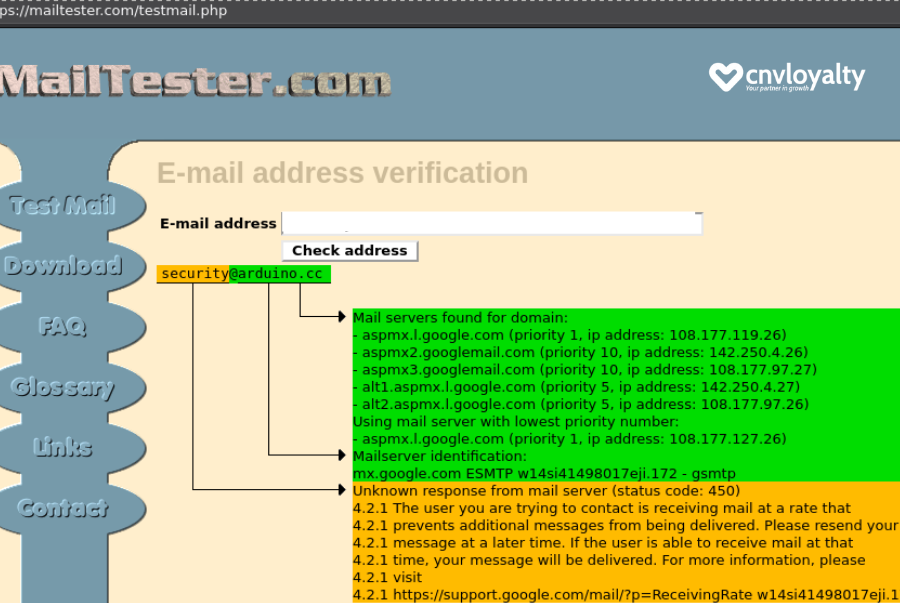 ps://mailtester.com/testmail.php
MailTester.com
cnvloyalty
Your partner in growth
E-mail address verification
Test Mail
Download
FAQ
Glossary
Links
Contact
E-mail address
Check address
security@arduino.cc
Mail servers found for domain:
- aspmx.l.google.com (priority 1, ip address: 108.177.119.26)
- aspmx2.googlemail.com (priority 10, ip address: 142.250.4.26)
- aspmx3.googlemail.com (priority 10, ip address: 108.177.97.27)
- alt1.aspmx.l.google.com (priority 5, ip address: 142.250.4.27)
- alt2.aspmx.l.google.com (priority 5, ip address: 108.177.97.26)
Using mail server with lowest priority number:
- aspmx.l.google.com (priority 1, ip address: 108.177.127.26)
Mailserver identification:
mx.google.com ESMTP w14si41498017eji.172 - gsmtp
Unknown response from mail server (status code: 450)
4.2.1 The user you are trying to contact is receiving mail at a rate that
4.2.1 prevents additional messages from being delivered. Please resend your
4.2.1 message at a later time. If the user is able to receive mail at that
4.2.1 time, your message will be delivered. For more information, please
4.2.1 visit
4.2.1 https://support.google.com/mail/?p=ReceivingRate w14si41498017eji.1